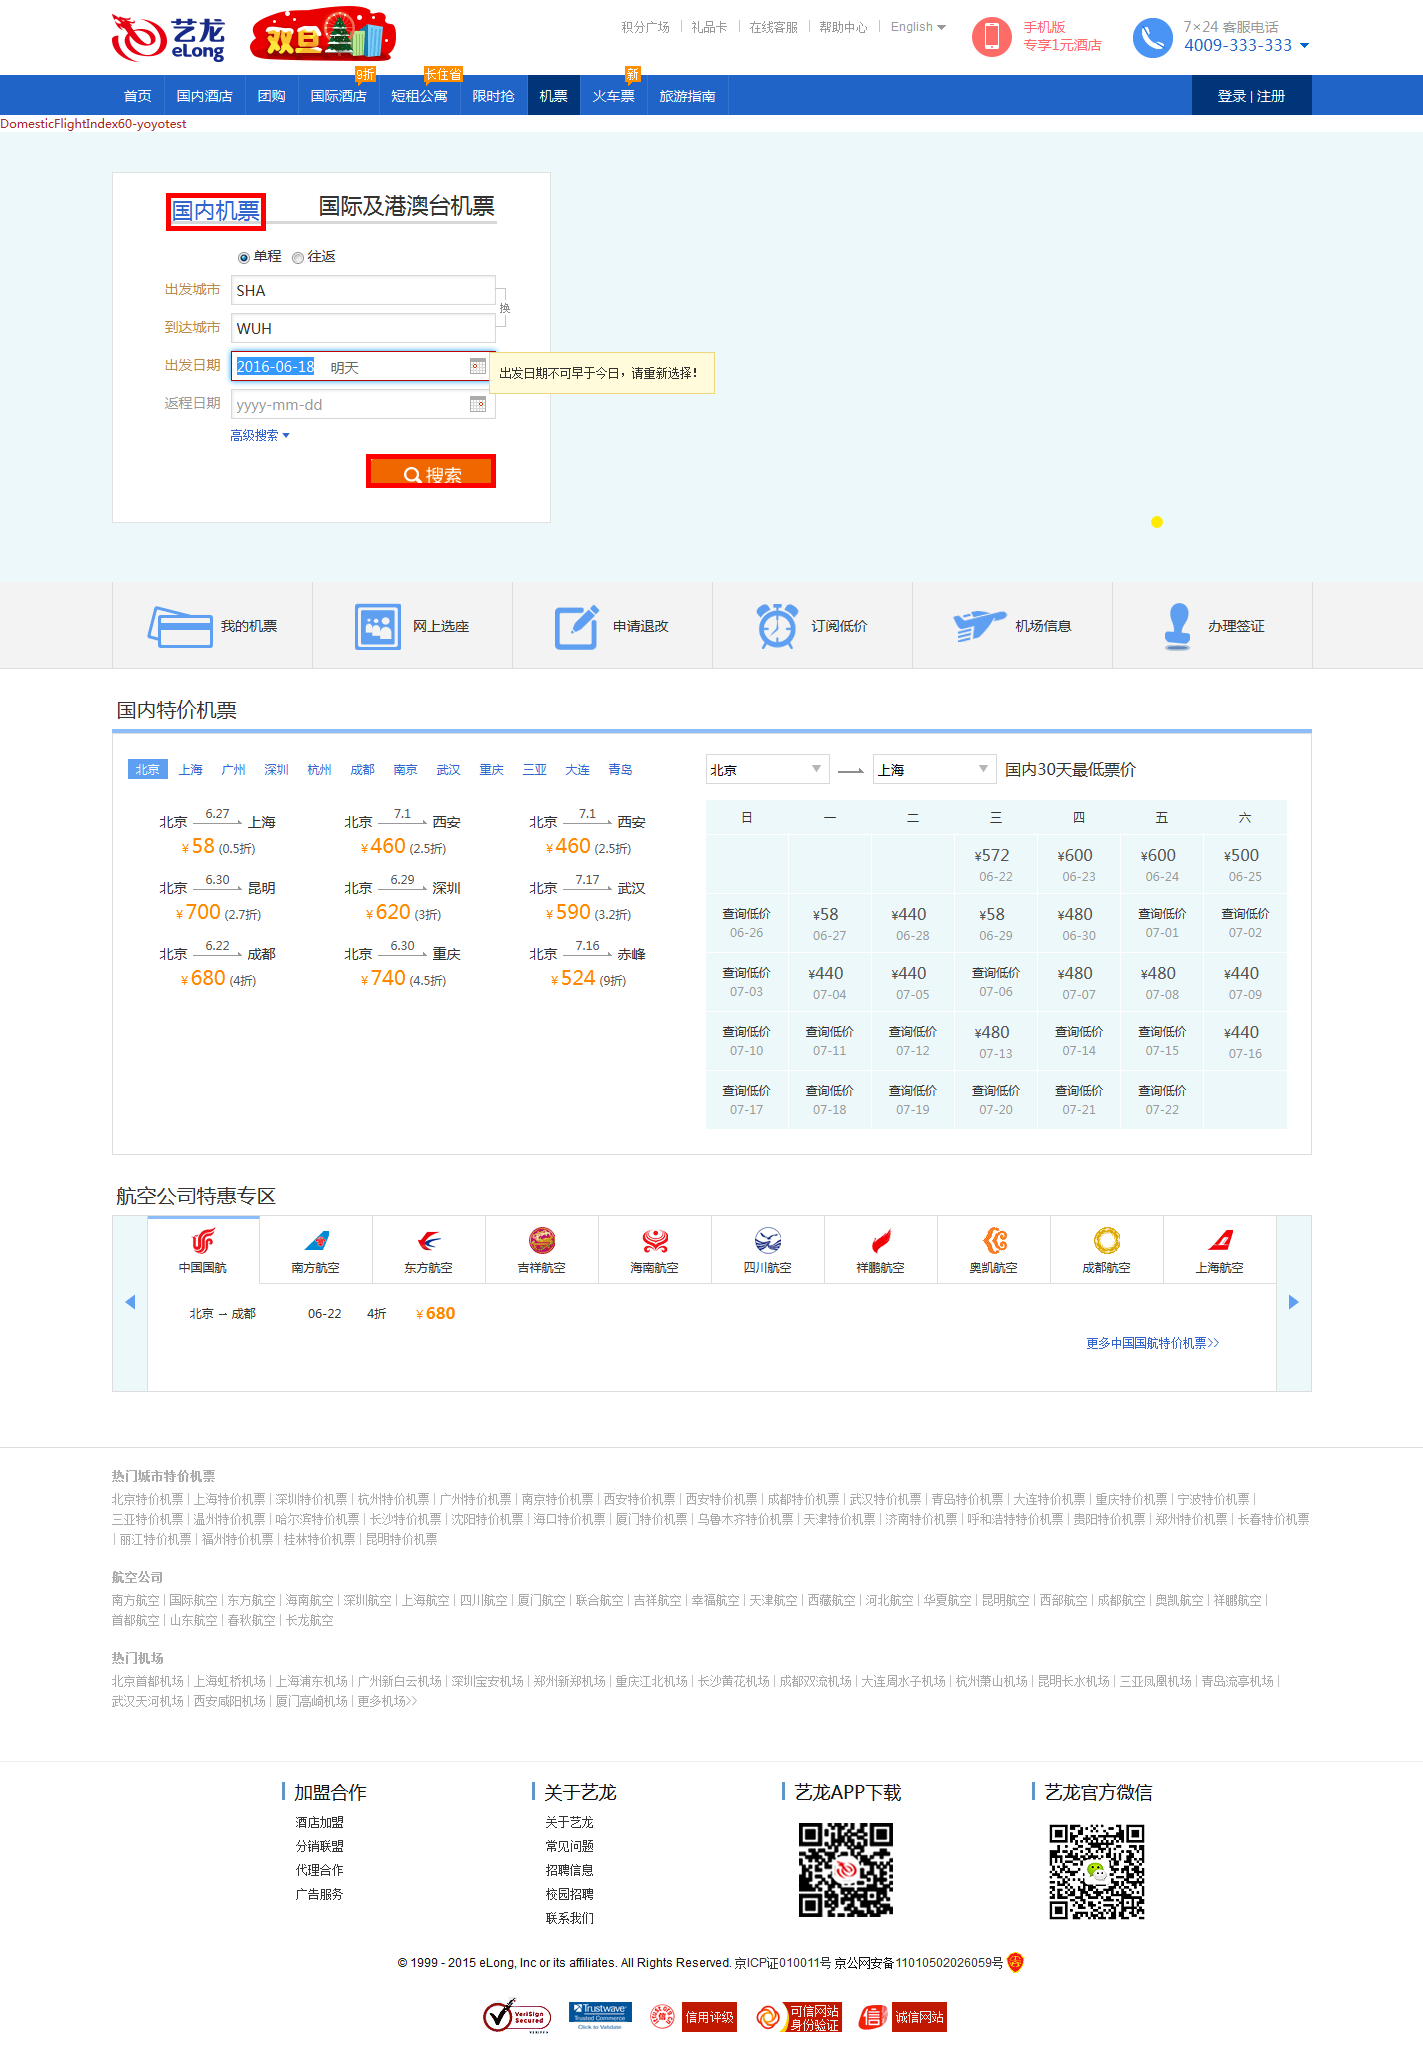 艺龙
eLong
双旦
积分广场 礼品卡 在线客服 帮助中心 English
手机版
专享1元酒店
7×24 客服电话
4009-333-333
9折 长住省 新
首页 国内酒店 团购 国际酒店 短租公寓 限时抢 机票 火车票 旅游指南 登录 | 注册
DomesticFlightIndex60-yoyotest
国内机票 国际及港澳台机票
单程 往返
出发城市 SHA
换
到达城市 WUH
出发日期 2016-06-18 明天
出发日期不可早于今日，请重新选择！
返程日期 yyyy-mm-dd
高级搜索
搜索
我的机票 网上选座 申请退改 订阅低价 机场信息 办理签证
国内特价机票
北京 上海 广州 深圳 杭州 成都 南京 武汉 重庆 三亚 大连 青岛
北京 6.27 上海 北京 7.1 西安 北京 7.1 西安
¥58 (0.5折) ¥460 (2.5折) ¥460 (2.5折)
北京 6.30 昆明 北京 6.29 深圳 北京 7.17 武汉
¥700 (2.7折) ¥620 (3折) ¥590 (3.2折)
北京 6.22 成都 北京 6.30 重庆 北京 7.16 赤峰
¥680 (4折) ¥740 (4.5折) ¥524 (9折)
北京 上海 国内30天最低票价
日 一 二 三 四 五 六
¥572 ¥600 ¥600 ¥500
06-22 06-23 06-24 06-25
查询低价 ¥58 ¥440 ¥58 ¥480 查询低价 查询低价
06-26 06-27 06-28 06-29 06-30 07-01 07-02
查询低价 ¥440 ¥440 查询低价 ¥480 ¥480 ¥440
07-03 07-04 07-05 07-06 07-07 07-08 07-09
查询低价 查询低价 查询低价 ¥480 查询低价 查询低价 ¥440
07-10 07-11 07-12 07-13 07-14 07-15 07-16
查询低价 查询低价 查询低价 查询低价 查询低价 查询低价
07-17 07-18 07-19 07-20 07-21 07-22
航空公司特惠专区
中国国航 南方航空 东方航空 吉祥航空 海南航空 四川航空 祥鹏航空 奥凯航空 成都航空 上海航空
北京 → 成都 06-22 4折 ¥680
更多中国国航特价机票>>
热门城市特价机票
北京特价机票 | 上海特价机票 | 深圳特价机票 | 杭州特价机票 | 广州特价机票 | 南京特价机票 | 西安特价机票 | 西安特价机票 | 成都特价机票 | 武汉特价机票 | 青岛特价机票 | 大连特价机票 | 重庆特价机票 | 宁波特价机票 |
三亚特价机票 | 温州特价机票 | 哈尔滨特价机票 | 长沙特价机票 | 沈阳特价机票 | 海口特价机票 | 厦门特价机票 | 乌鲁木齐特价机票 | 天津特价机票 | 济南特价机票 | 呼和浩特特价机票 | 贵阳特价机票 | 郑州特价机票 | 长春特价机票
| 丽江特价机票 | 福州特价机票 | 桂林特价机票 | 昆明特价机票
航空公司
南方航空 | 国际航空 | 东方航空 | 海南航空 | 深圳航空 | 上海航空 | 四川航空 | 厦门航空 | 联合航空 | 吉祥航空 | 幸福航空 | 天津航空 | 西藏航空 | 河北航空 | 华夏航空 | 昆明航空 | 西部航空 | 成都航空 | 奥凯航空 | 祥鹏航空 |
首都航空 | 山东航空 | 春秋航空 | 长龙航空
热门机场
北京首都机场 | 上海虹桥机场 | 上海浦东机场 | 广州新白云机场 | 深圳宝安机场 | 郑州新郑机场 | 重庆江北机场 | 长沙黄花机场 | 成都双流机场 | 大连周水子机场 | 杭州萧山机场 | 昆明长水机场 | 三亚凤凰机场 | 青岛流亭机场 |
武汉天河机场 | 西安咸阳机场 | 厦门高崎机场 | 更多机场>>
加盟合作 关于艺龙 艺龙APP下载 艺龙官方微信
酒店加盟 关于艺龙
分销联盟 常见问题
代理合作 招聘信息
广告服务 校园招聘
联系我们
© 1999 - 2015 eLong, Inc or its affiliates. All Rights Reserved. 京ICP证010011号 京公网安备11010502026059号
VeriSign Secured
Trustwave Trusted Commerce Click to Validate
信用评级
可信网站 身份验证
诚信网站